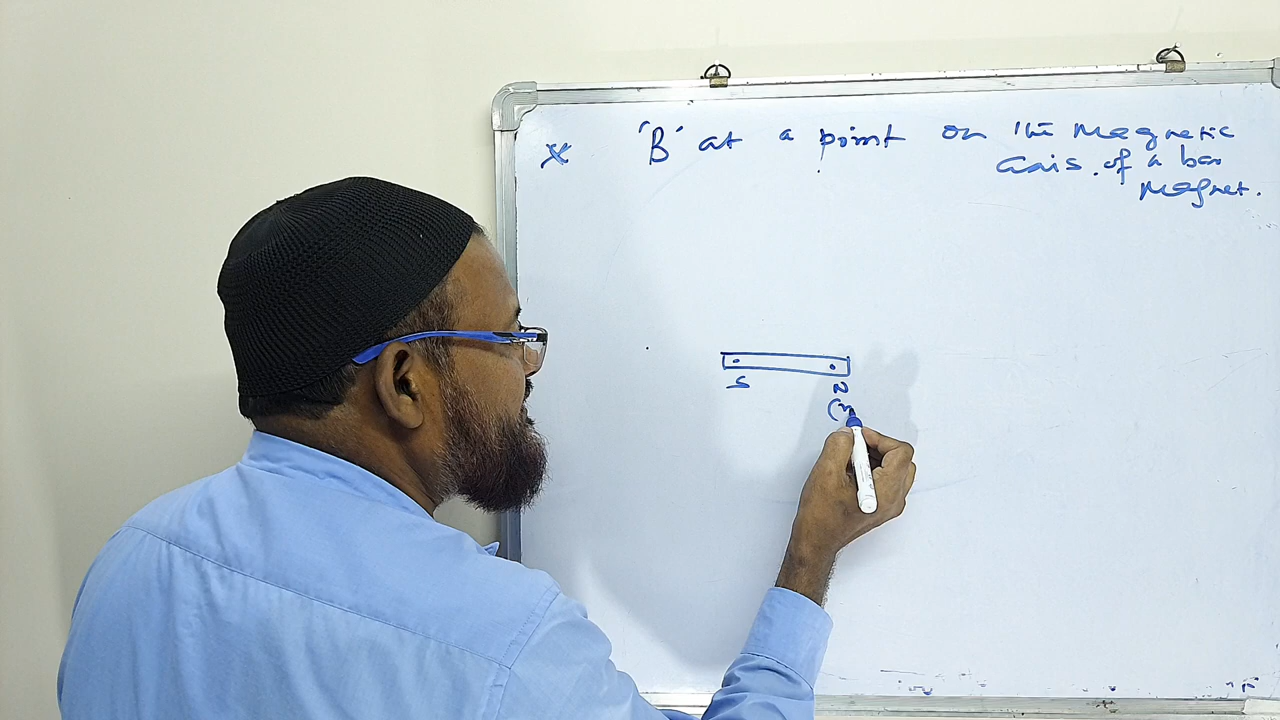 * 'B' at a point on the Magnetic
axis of a bar
Magnet.
S N
(m